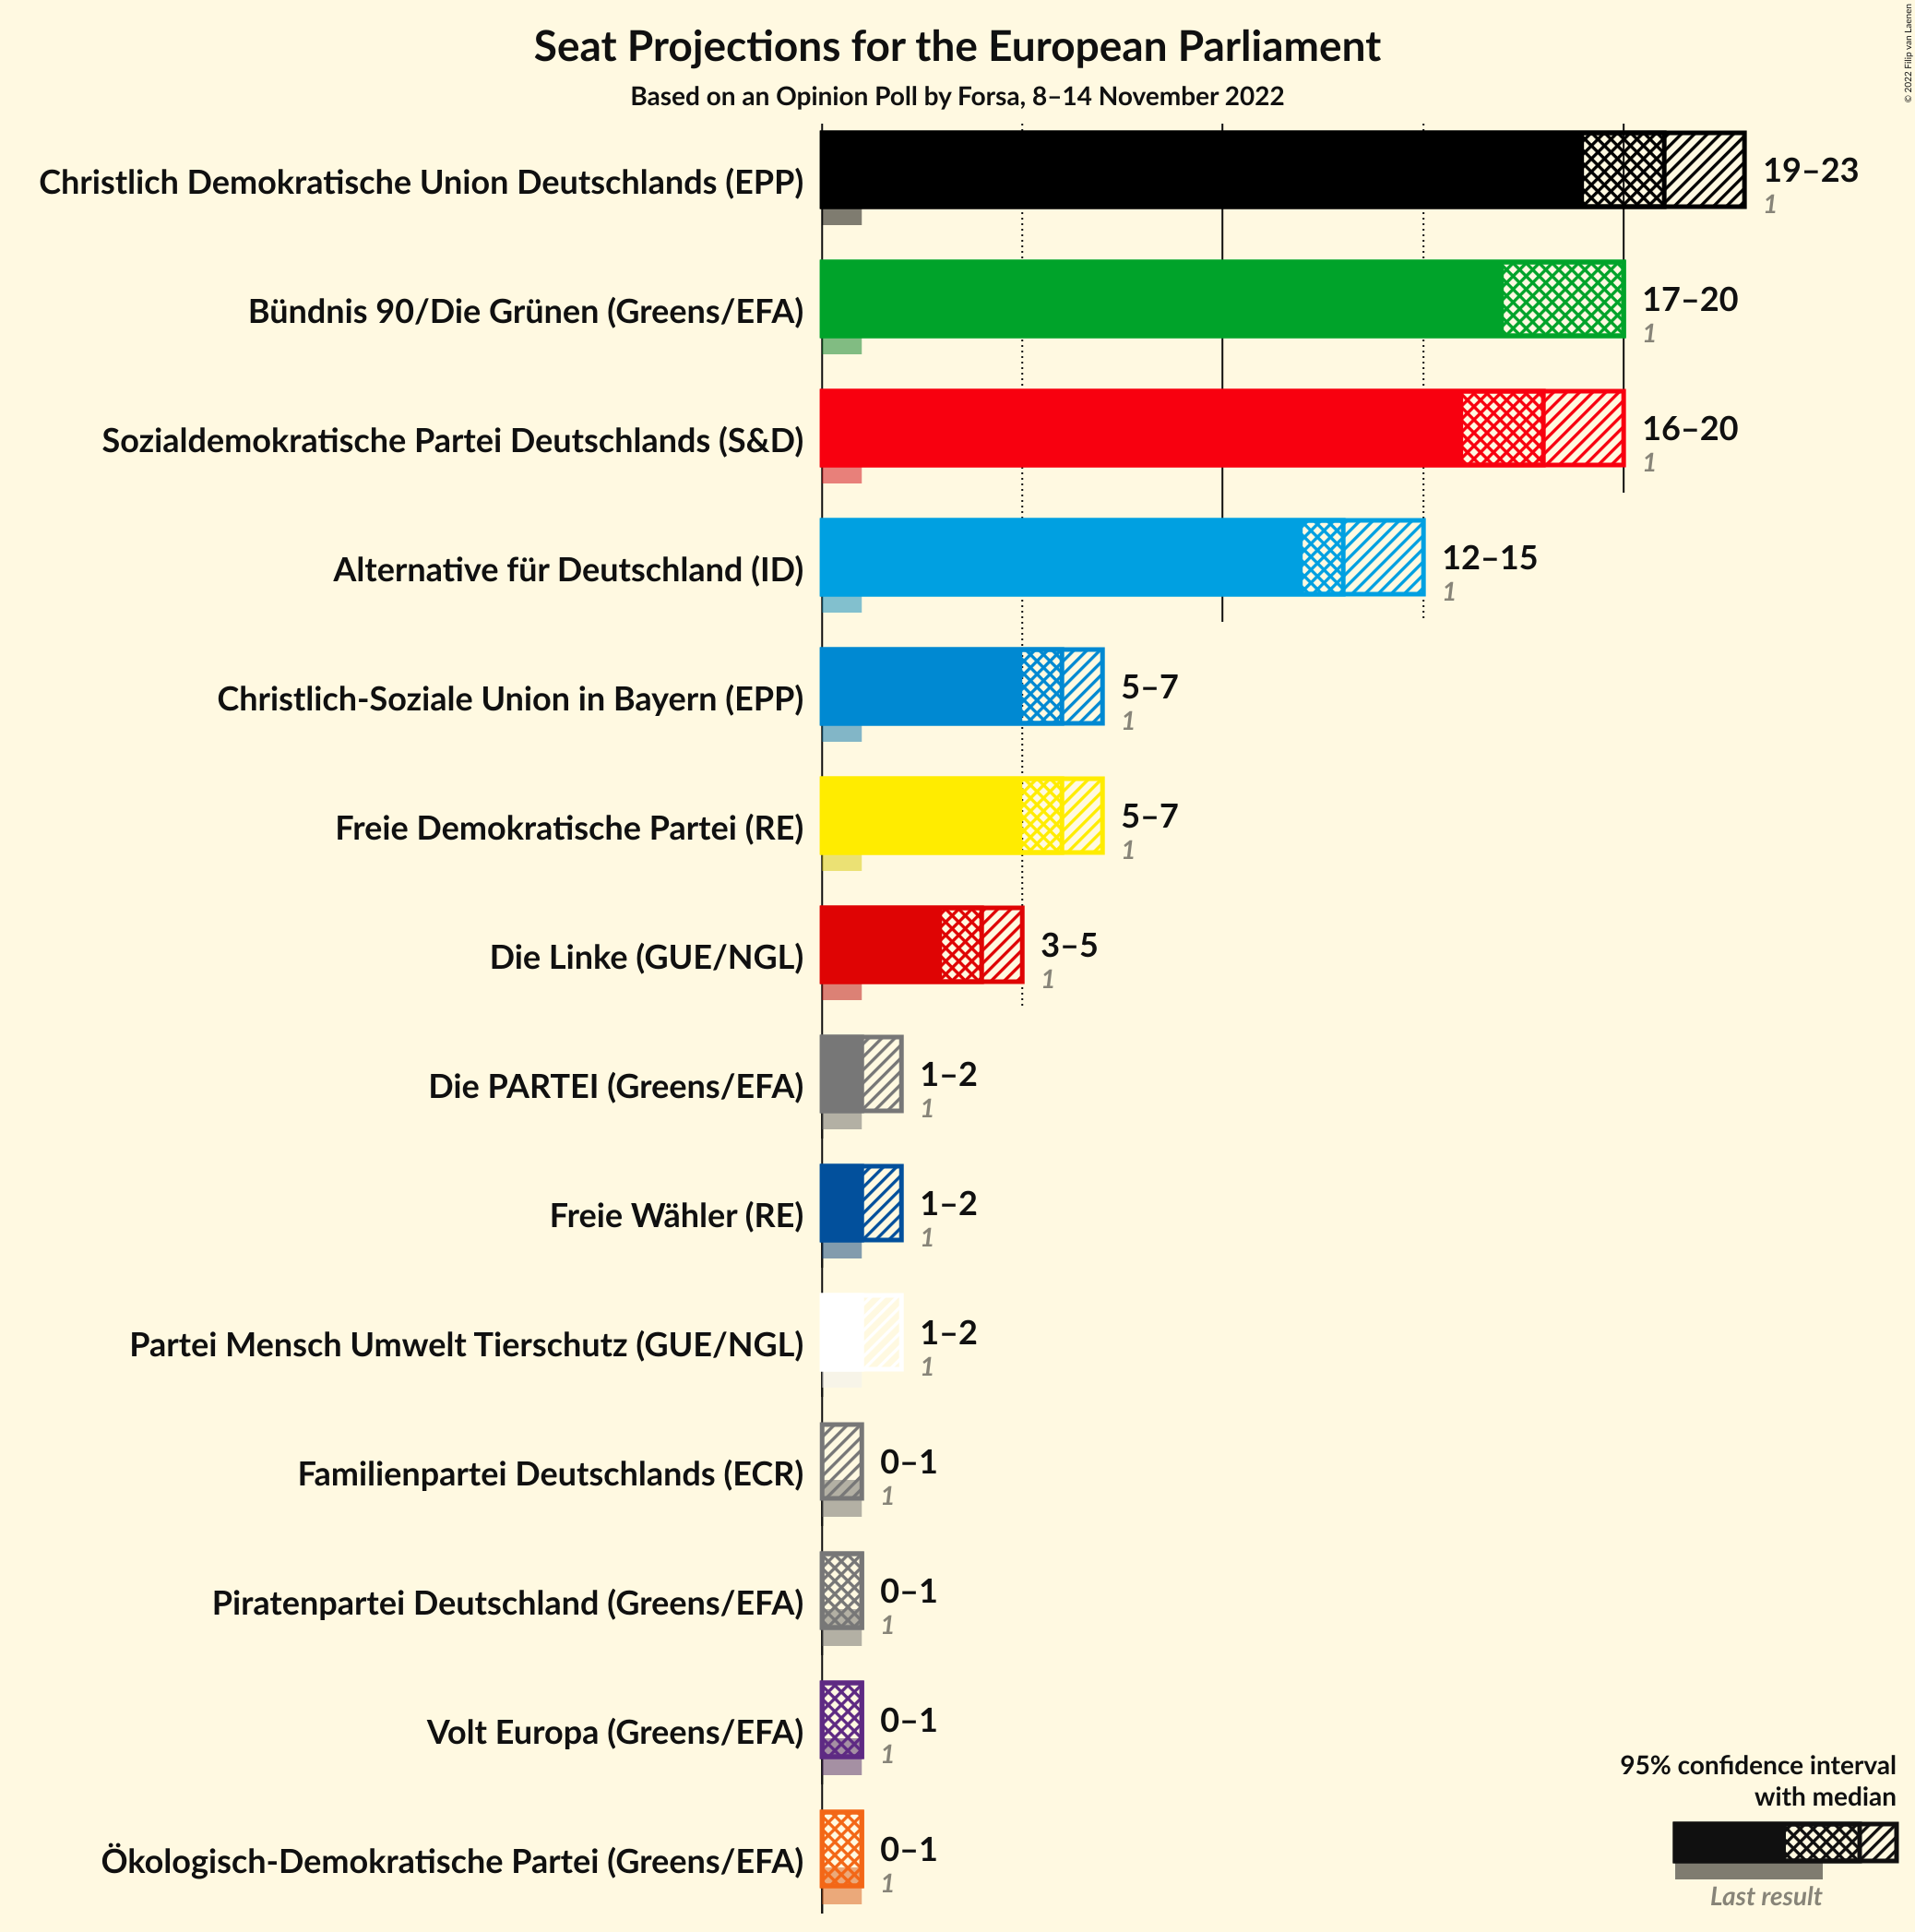 Seat Projections for the European Parliament
Based on an Opinion Poll by Forsa, 8–14 November 2022
© 2022 Filip van Laenen
Christlich Demokratische Union Deutschlands (EPP)
19–23
1
Bündnis 90/Die Grünen (Greens/EFA)
17–20
1
Sozialdemokratische Partei Deutschlands (S&D)
16–20
1
Alternative für Deutschland (ID)
12–15
1
Christlich-Soziale Union in Bayern (EPP)
5–7
1
Freie Demokratische Partei (RE)
5–7
1
Die Linke (GUE/NGL)
3–5
1
Die PARTEI (Greens/EFA)
1–2
1
Freie Wähler (RE)
1–2
1
Partei Mensch Umwelt Tierschutz (GUE/NGL)
1–2
1
Familienpartei Deutschlands (ECR)
0–1
1
Piratenpartei Deutschland (Greens/EFA)
0–1
1
Volt Europa (Greens/EFA)
0–1
1
Ökologisch-Demokratische Partei (Greens/EFA)
0–1
1
95% confidence interval
with median
Last result